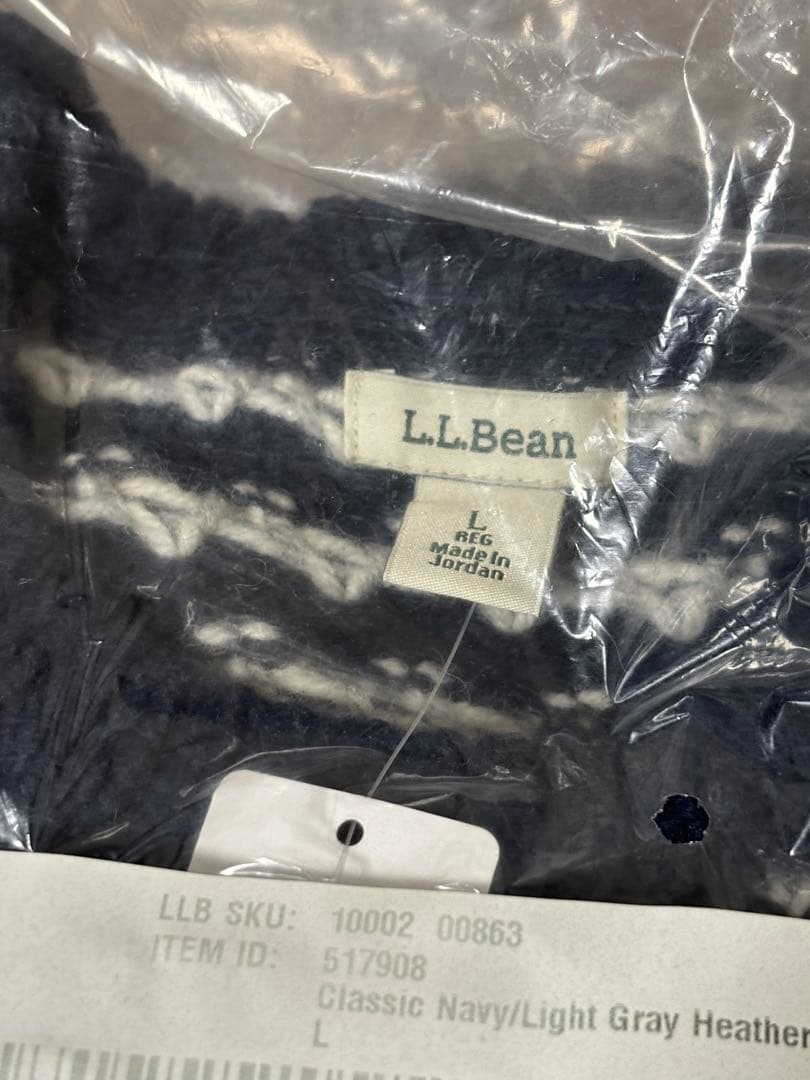 L.L.Bean
L
REG
Made In
Jordan
LLB SKU: 10002 00863
ITEM ID: 517908
Classic Navy/Light Gray Heather
L